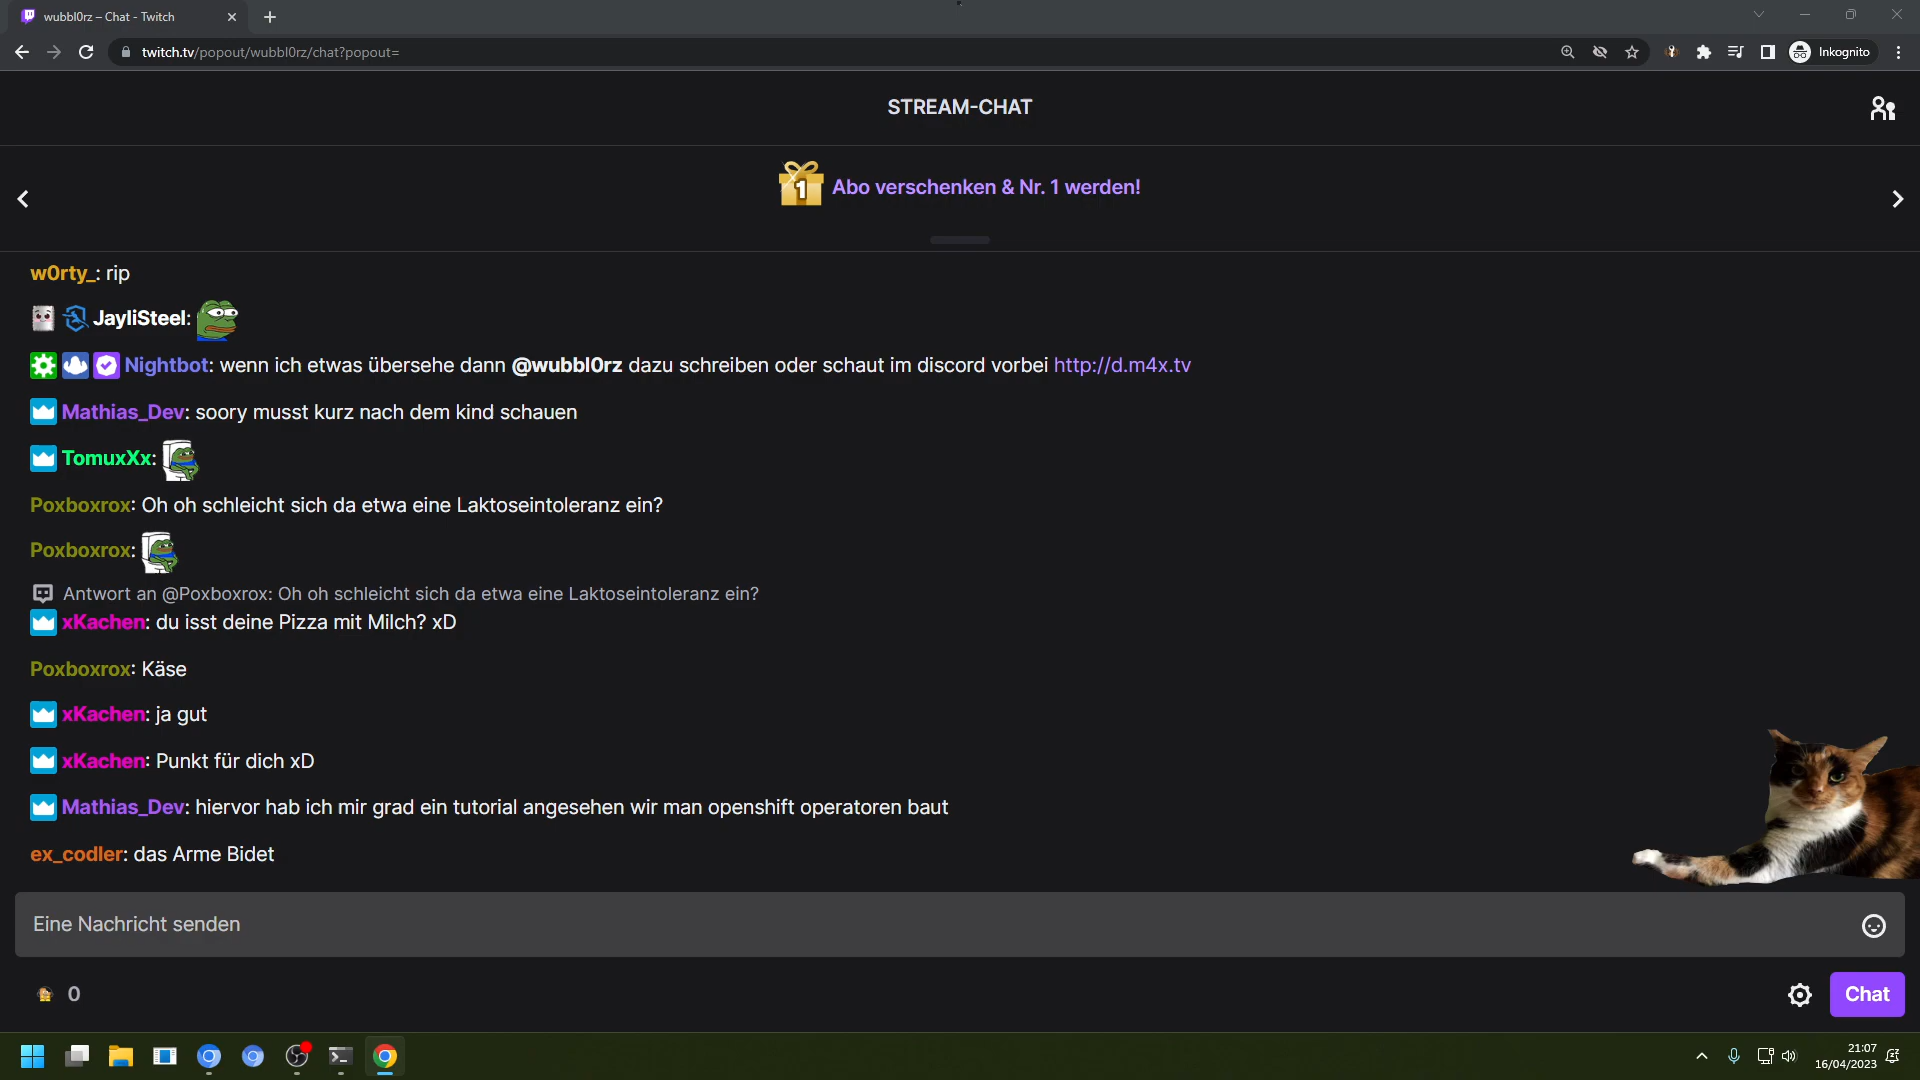 wubbl0rz – Chat - Twitch
twitch.tv/popout/wubbl0rz/chat?popout=
Inkognito
STREAM-CHAT
1
Abo verschenken & Nr. 1 werden!
w0rty_: rip
JayliSteel:
Nightbot: wenn ich etwas übersehe dann @wubbl0rz dazu schreiben oder schaut im discord vorbei http://d.m4x.tv
Mathias_Dev: soory musst kurz nach dem kind schauen
TomuxXx:
Poxboxrox: Oh oh schleicht sich da etwa eine Laktoseintoleranz ein?
Poxboxrox:
Antwort an @Poxboxrox: Oh oh schleicht sich da etwa eine Laktoseintoleranz ein?
xKachen: du isst deine Pizza mit Milch? xD
Poxboxrox: Käse
xKachen: ja gut
xKachen: Punkt für dich xD
Mathias_Dev: hiervor hab ich mir grad ein tutorial angesehen wir man openshift operatoren baut
ex_codler: das Arme Bidet
Eine Nachricht senden
0
Chat
21:07
16/04/2023